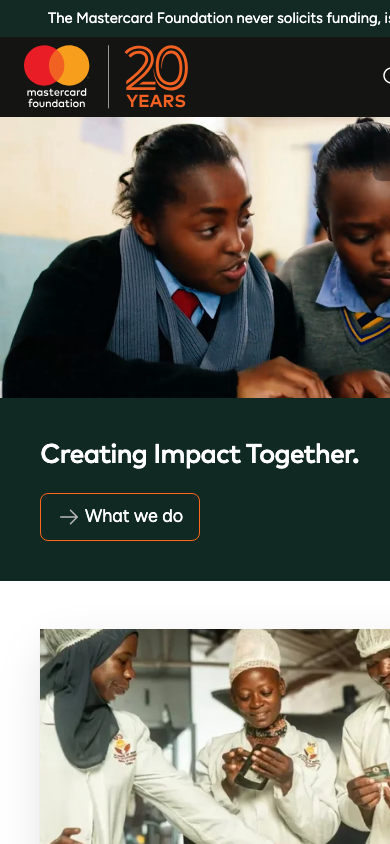 The Mastercard Foundation never solicits funding,
mastercard
foundation
20
YEARS
Creating Impact Together.
What we do